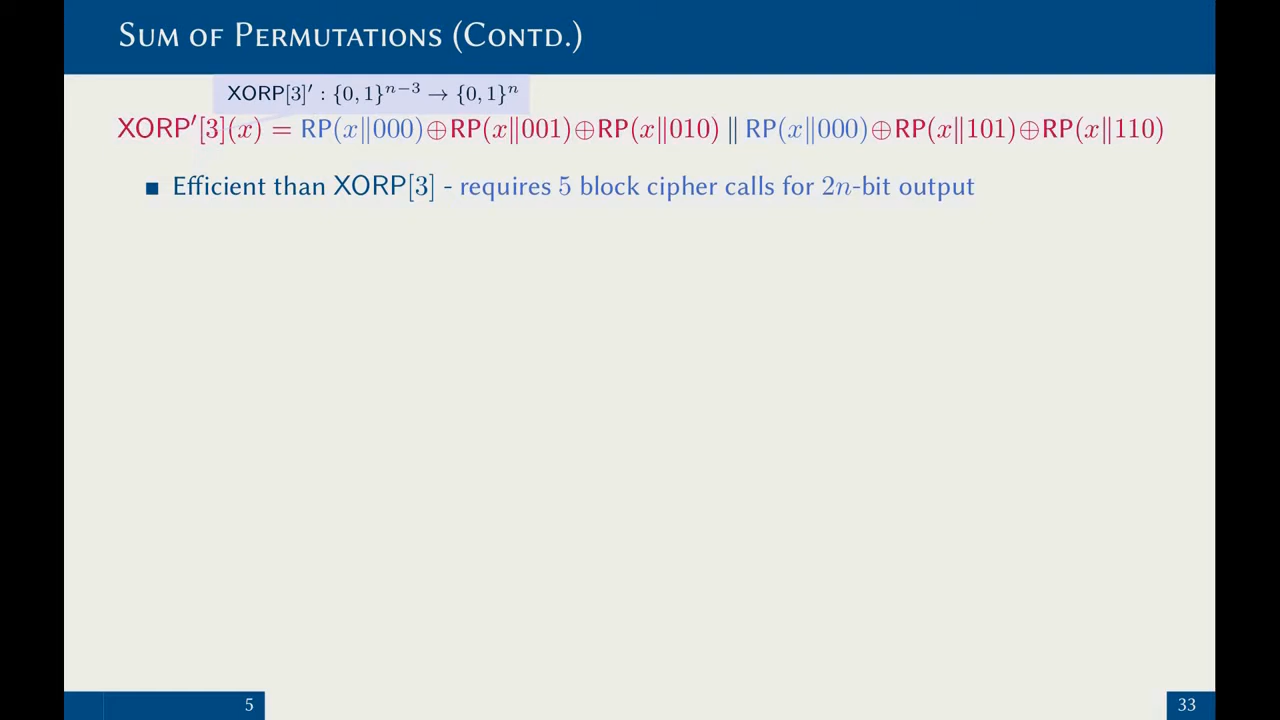 SUM OF PERMUTATIONS (CONTD.)
XORP[3]′ : {0, 1}ⁿ⁻³ → {0, 1}ⁿ
XORP′[3](x) = RP(x‖000)⊕RP(x‖001)⊕RP(x‖010) ‖ RP(x‖000)⊕RP(x‖101)⊕RP(x‖110)
■ Efficient than XORP[3] - requires 5 block cipher calls for 2n-bit output
5
33